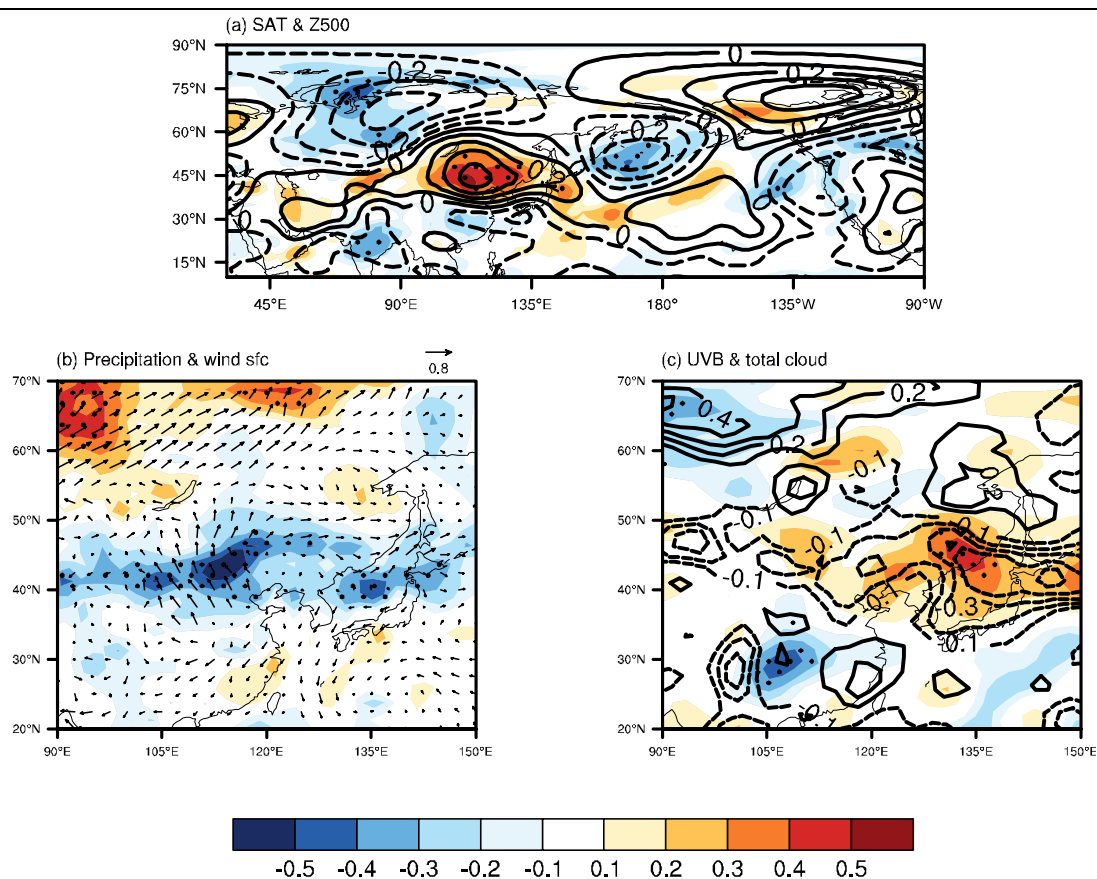 (a) SAT & Z500
90°N
75°N
60°N
45°N
30°N
15°N
0
-0.2
0.2
0
0.2
0.2
0
0
0
0
0
0
45°E 90°E 135°E 180° 135°W 90°W
(b) Precipitation & wind sfc
0.8
70°N
60°N
50°N
40°N
30°N
20°N
90°E 105°E 120°E 135°E 150°E
(c) UVB & total cloud
70°N
60°N
50°N
40°N
30°N
20°N
0.2
0.4
0.2
-0.1
-0.1
-0.1
-0.1
-0.1
-0.3
-0.1
90°E 105°E 120°E 135°E 150°E
-0.5 -0.4 -0.3 -0.2 -0.1 0.1 0.2 0.3 0.4 0.5